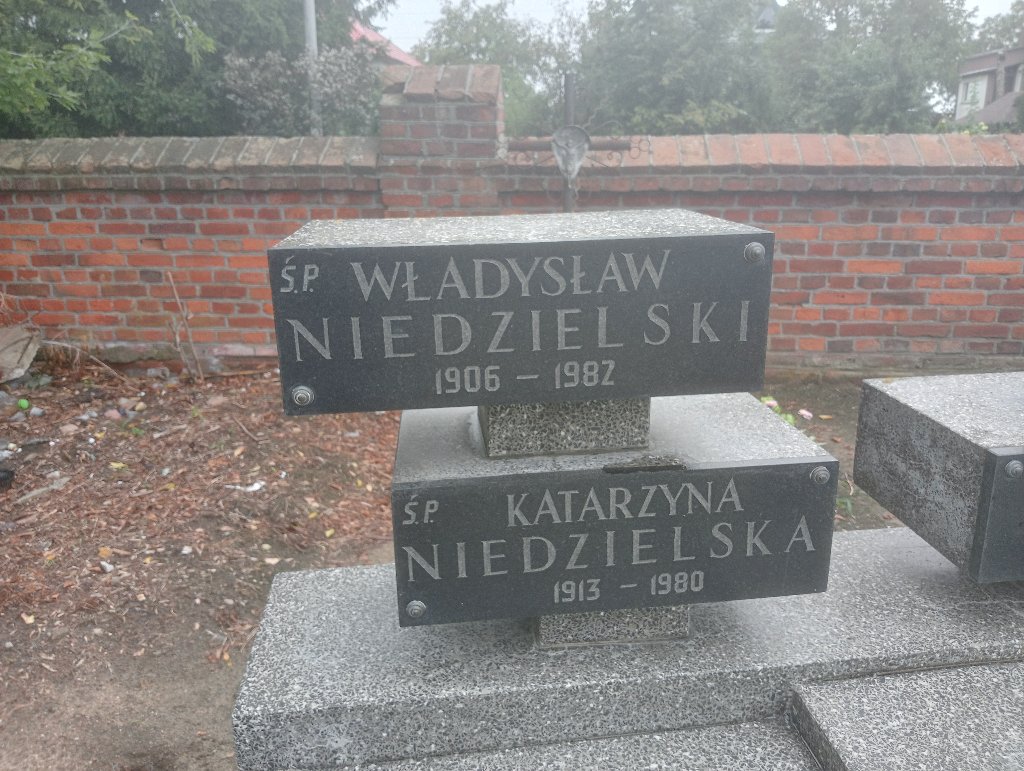 Ś.P. WŁADYSŁAW
NIEDZIELSKI
1906 – 1982
Ś.P. KATARZYNA
NIEDZIELSKA
1913 – 1980